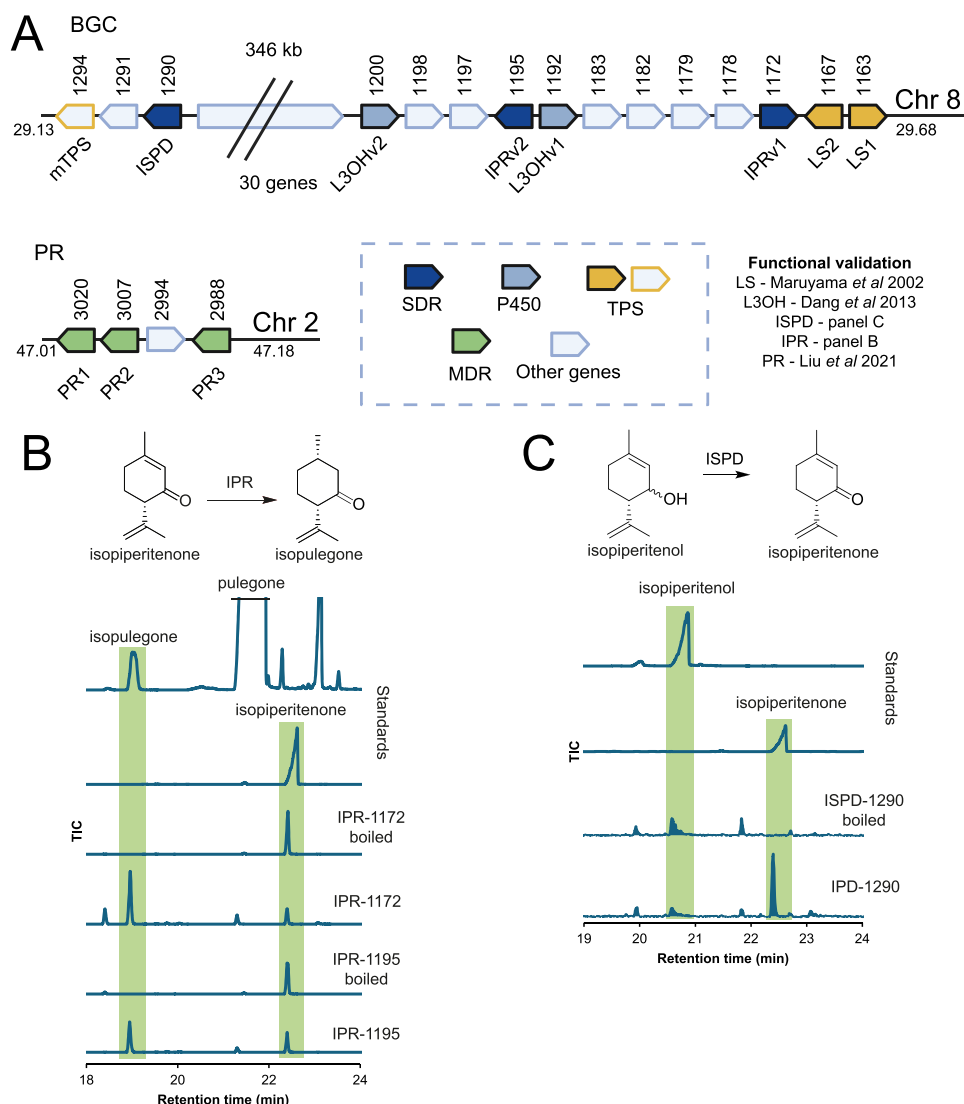 A
BGC
346 kb
1294
1291
1290
1200
1198
1197
1195
1192
1183
1182
1179
1178
1172
1167
1163
Chr 8
29.13
29.68
mTPS
ISPD
30 genes
L3OHv2
IPRv2
L3OHv1
IPRv1
LS2
LS1
PR
3020
3007
2994
2988
Chr 2
47.01
47.18
PR1
PR2
PR3
SDR
P450
TPS
MDR
Other genes
Functional validation
LS - Maruyama et al 2002
L3OH - Dang et al 2013
ISPD - panel C
IPR - panel B
PR - Liu et al 2021
B
IPR
O
O
isopiperitenone
isopulegone
pulegone
isopulegone
Standards
isopiperitenone
IPR-1172
boiled
TIC
IPR-1172
IPR-1195
boiled
IPR-1195
18
20
22
24
Retention time (min)
C
ISPD
OH
O
isopiperitenol
isopiperitenone
isopiperitenol
Standards
isopiperitenone
TIC
ISPD-1290
boiled
IPD-1290
19
20
21
22
23
24
Retention time (min)